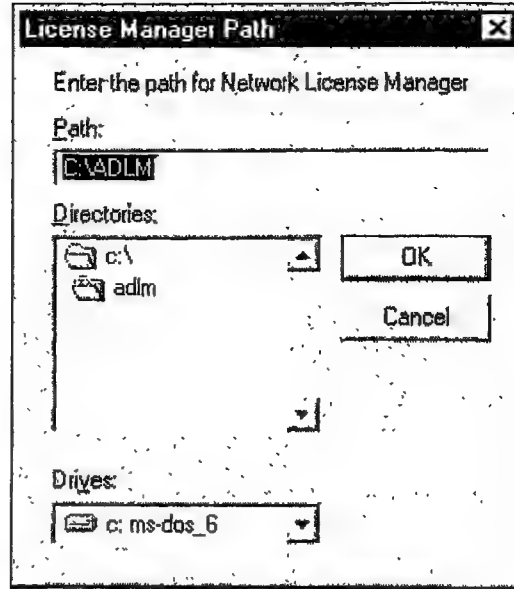 License Manager Path
Enter the path for Network License Manager
Path:
C:\ADLM
Directories:
c:\
adlm
OK
Cancel
Drives:
c: ms-dos_6